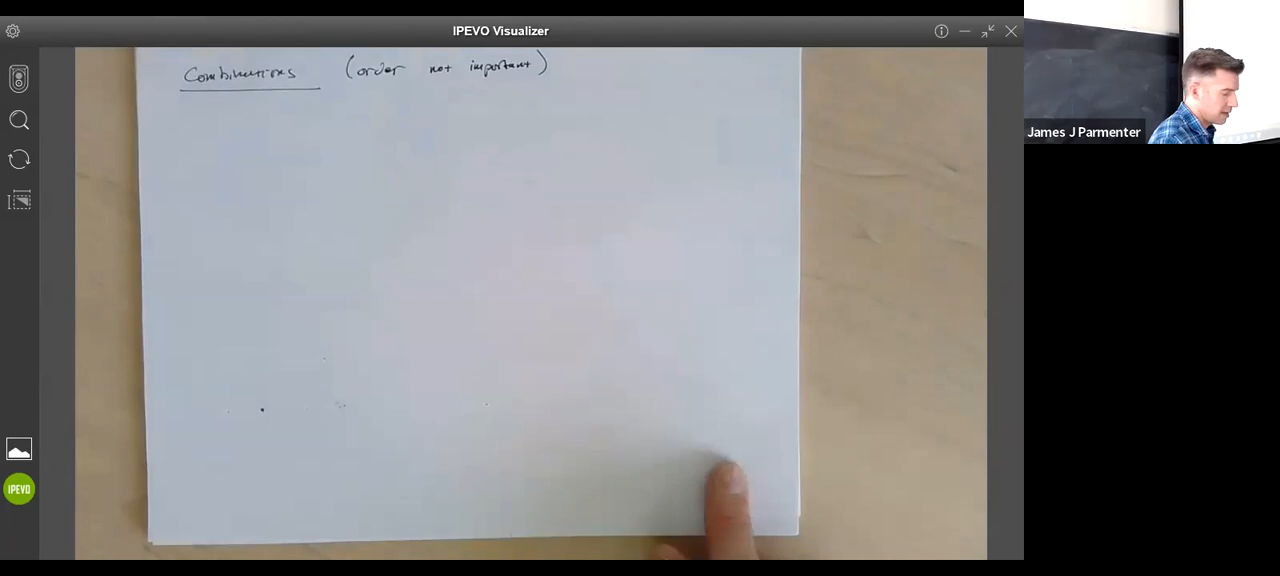 IPEVO Visualizer
Combinations (order not important)
James J Parmenter
IPEVO